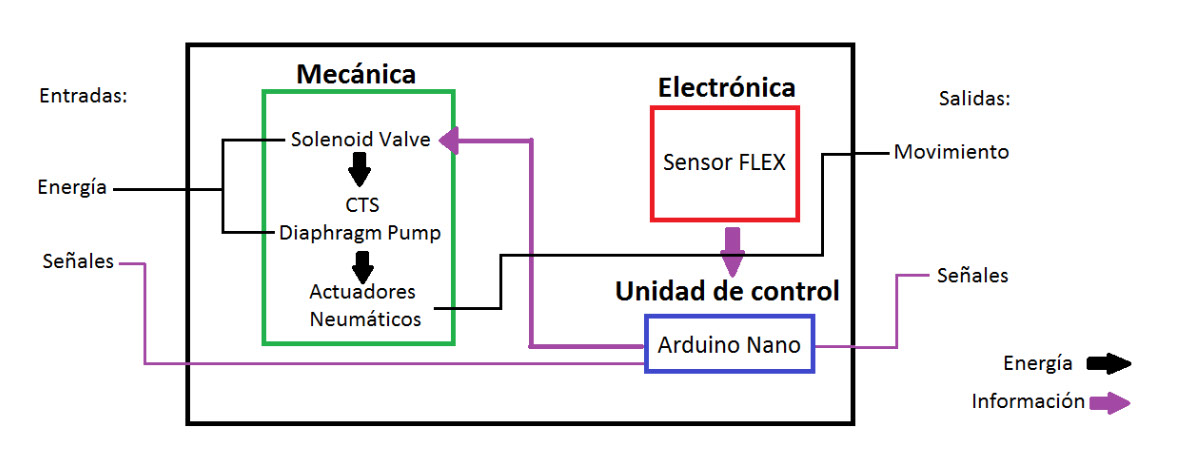 Mecánica
Electrónica
Entradas:
Salidas:
Solenoid Valve
Sensor FLEX
Movimiento
Energía
CTS
Diaphragm Pump
Señales
Señales
Actuadores
Neumáticos
Unidad de control
Arduino Nano
Energía
Información